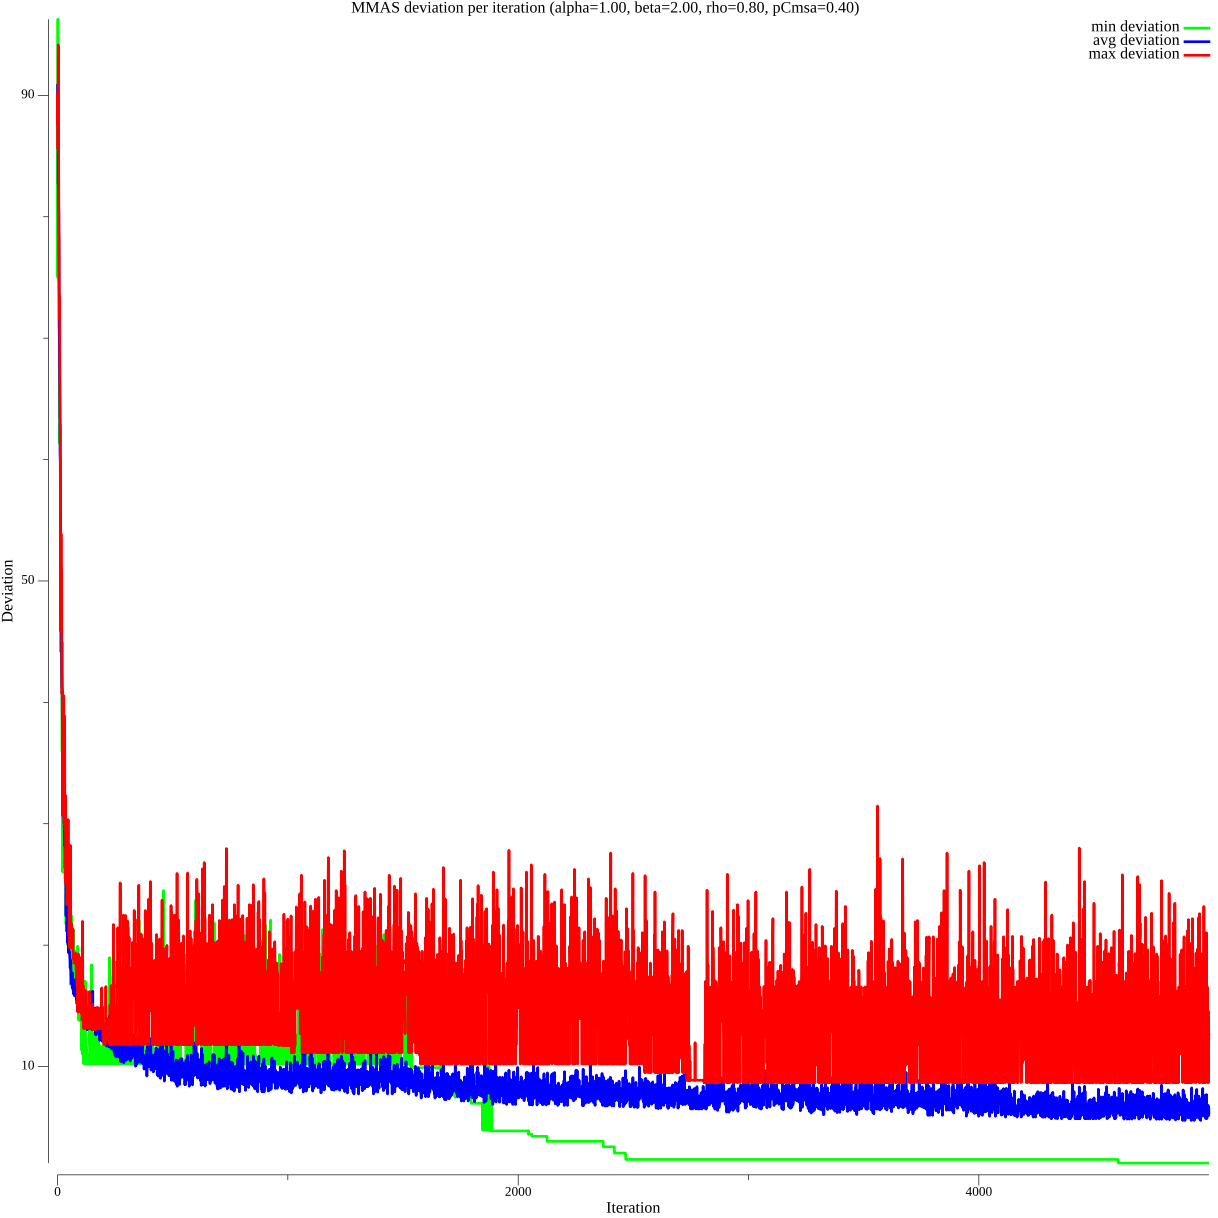 MMAS deviation per iteration (alpha=1.00, beta=2.00, rho=0.80, pCmsa=0.40)
min deviation
avg deviation
max deviation
90
50
10
Deviation
0
2000
4000
Iteration